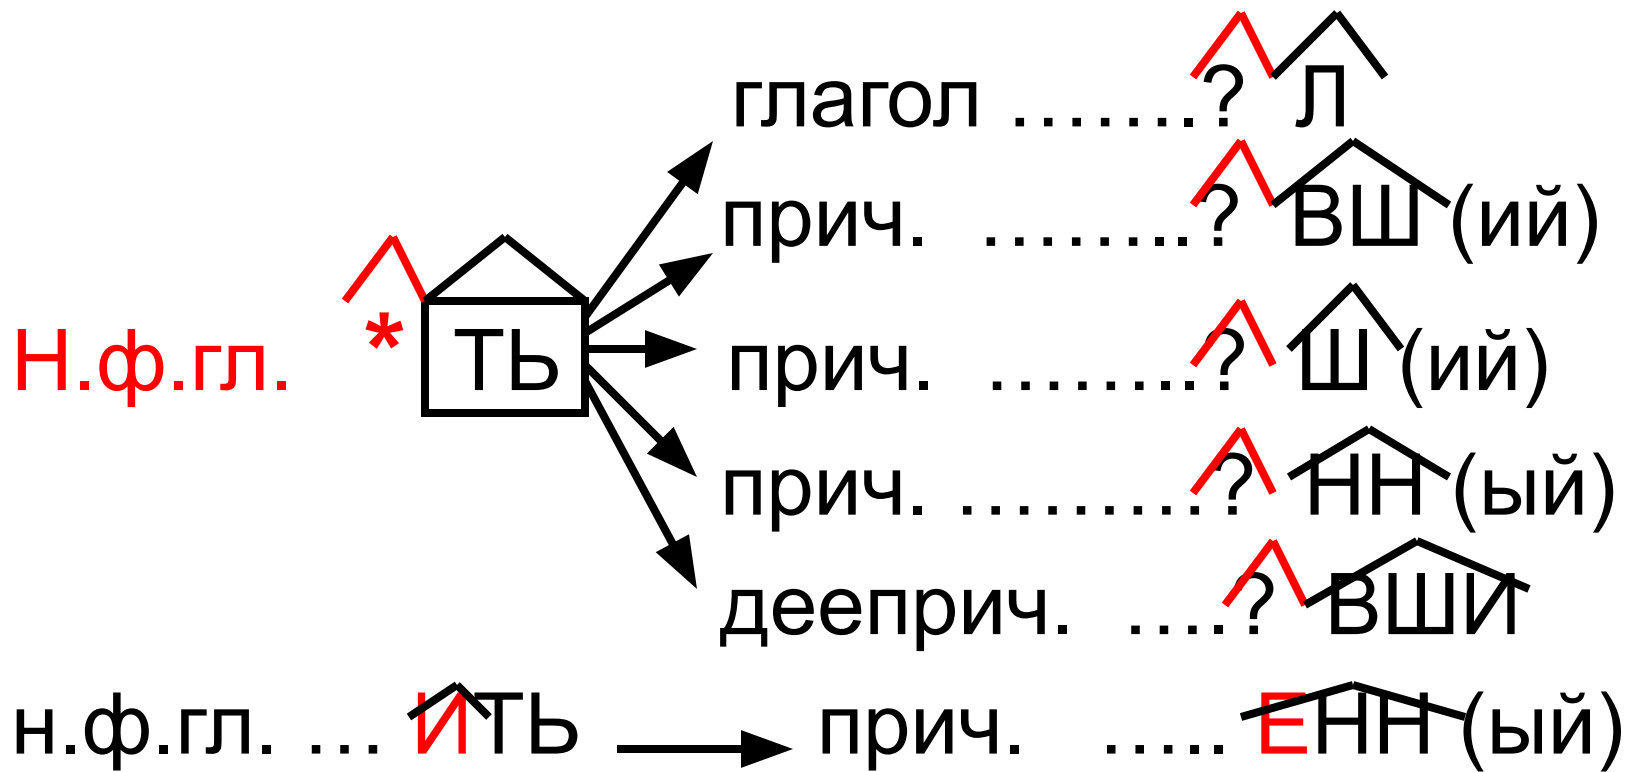 глагол …….? Л
прич. ……..? ВШ (ий)
Н.ф.гл. * ТЬ прич. ……..? Ш (ий)
прич. ………? НН (ый)
дееприч. ….? ВШИ
н.ф.гл. … ИТЬ прич. ….. ЕНН (ый)